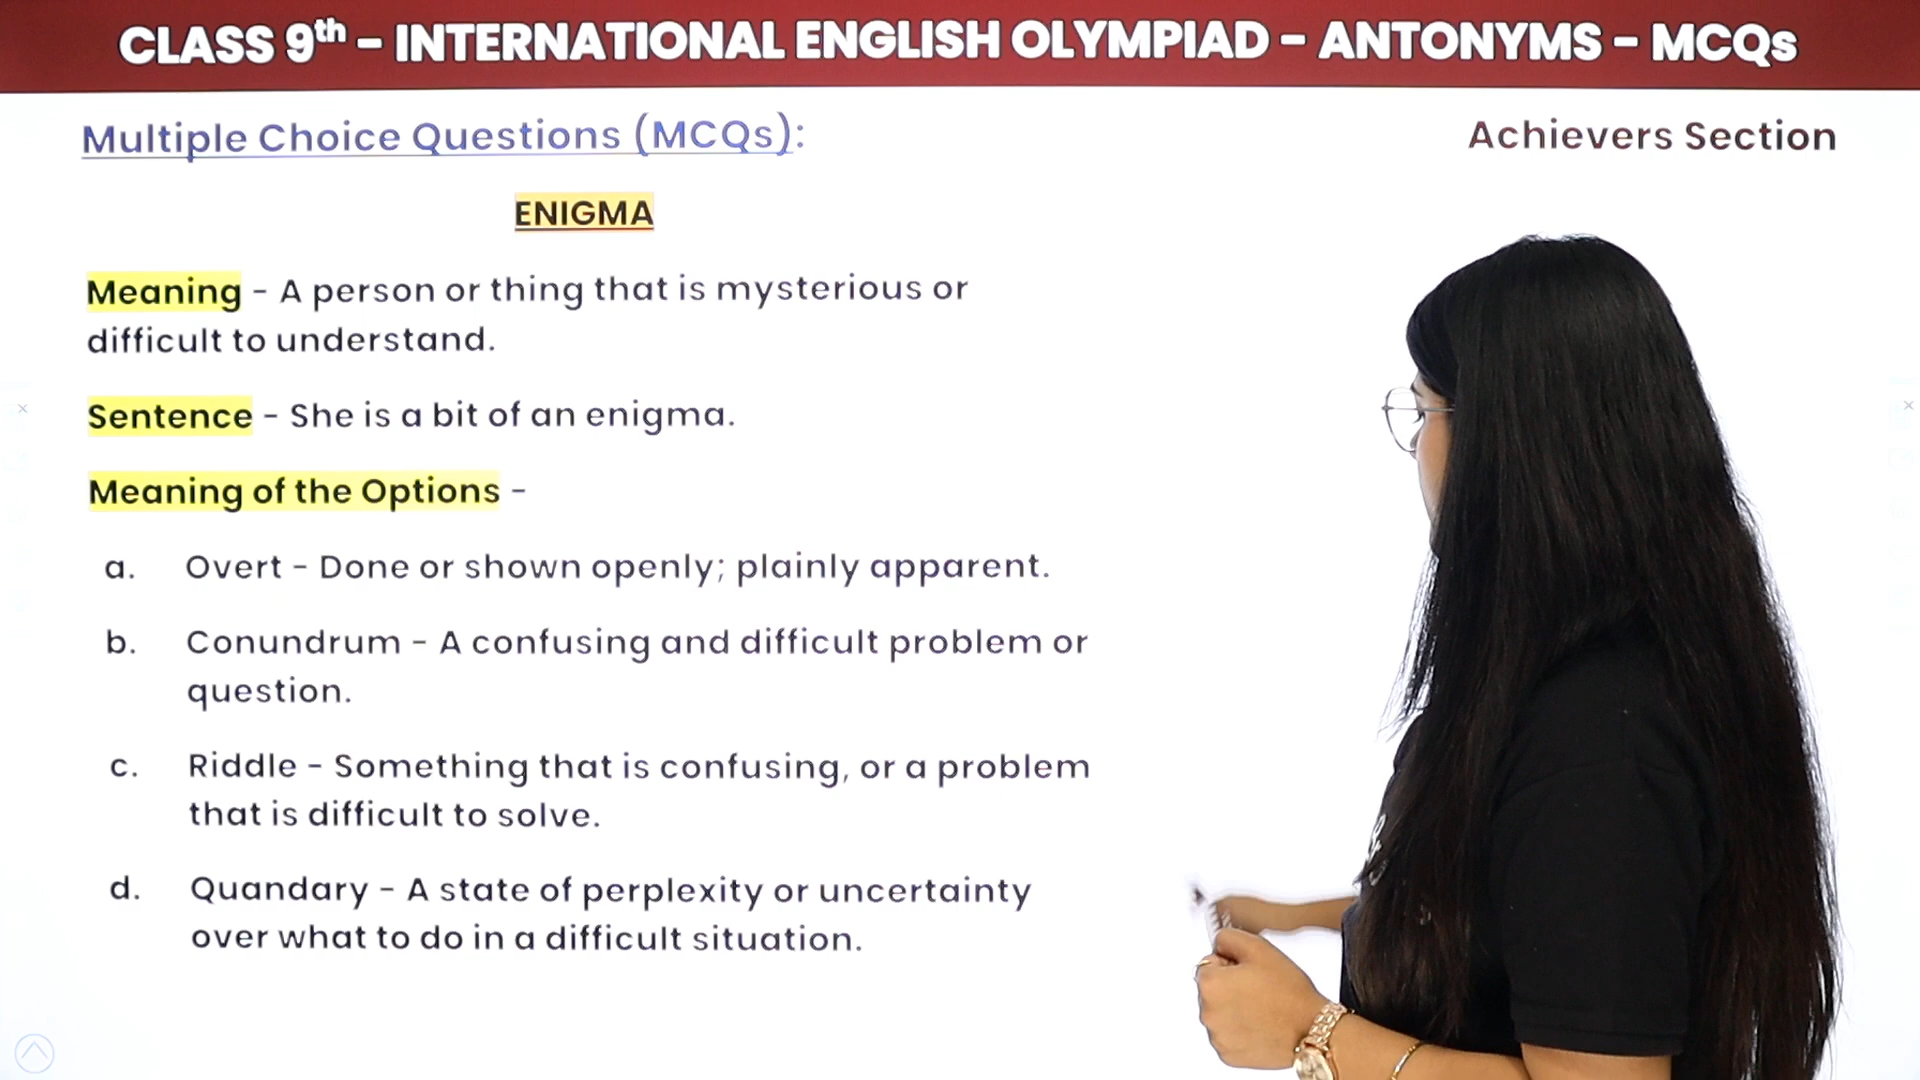 CLASS 9th - INTERNATIONAL ENGLISH OLYMPIAD - ANTONYMS - MCQs
Multiple Choice Questions (MCQs):
Achievers Section
ENIGMA
Meaning - A person or thing that is mysterious or
difficult to understand.
Sentence - She is a bit of an enigma.
Meaning of the Options -
a. Overt - Done or shown openly; plainly apparent.
b. Conundrum - A confusing and difficult problem or
question.
c. Riddle - Something that is confusing, or a problem
that is difficult to solve.
d. Quandary - A state of perplexity or uncertainty
over what to do in a difficult situation.